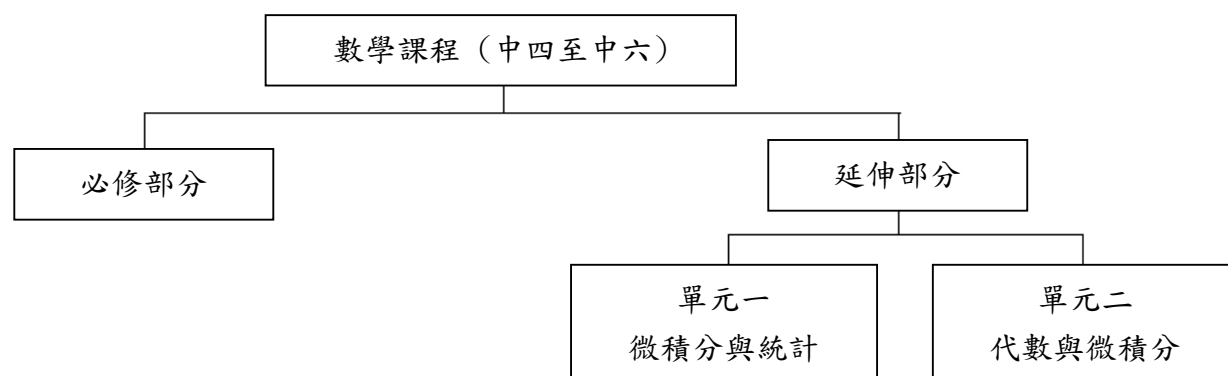 數學課程（中四至中六）
必修部分
延伸部分
單元一
微積分與統計
單元二
代數與微積分